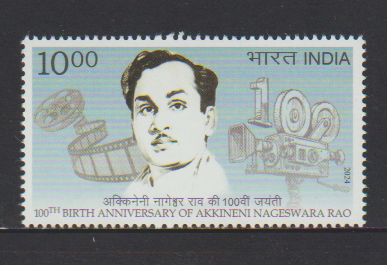 10.00
भारत INDIA
100
अक्किनेनी नागेश्वर राव की 100वीं जयंती
100TH BIRTH ANNIVERSARY OF AKKINENI NAGESWARA RAO
2024